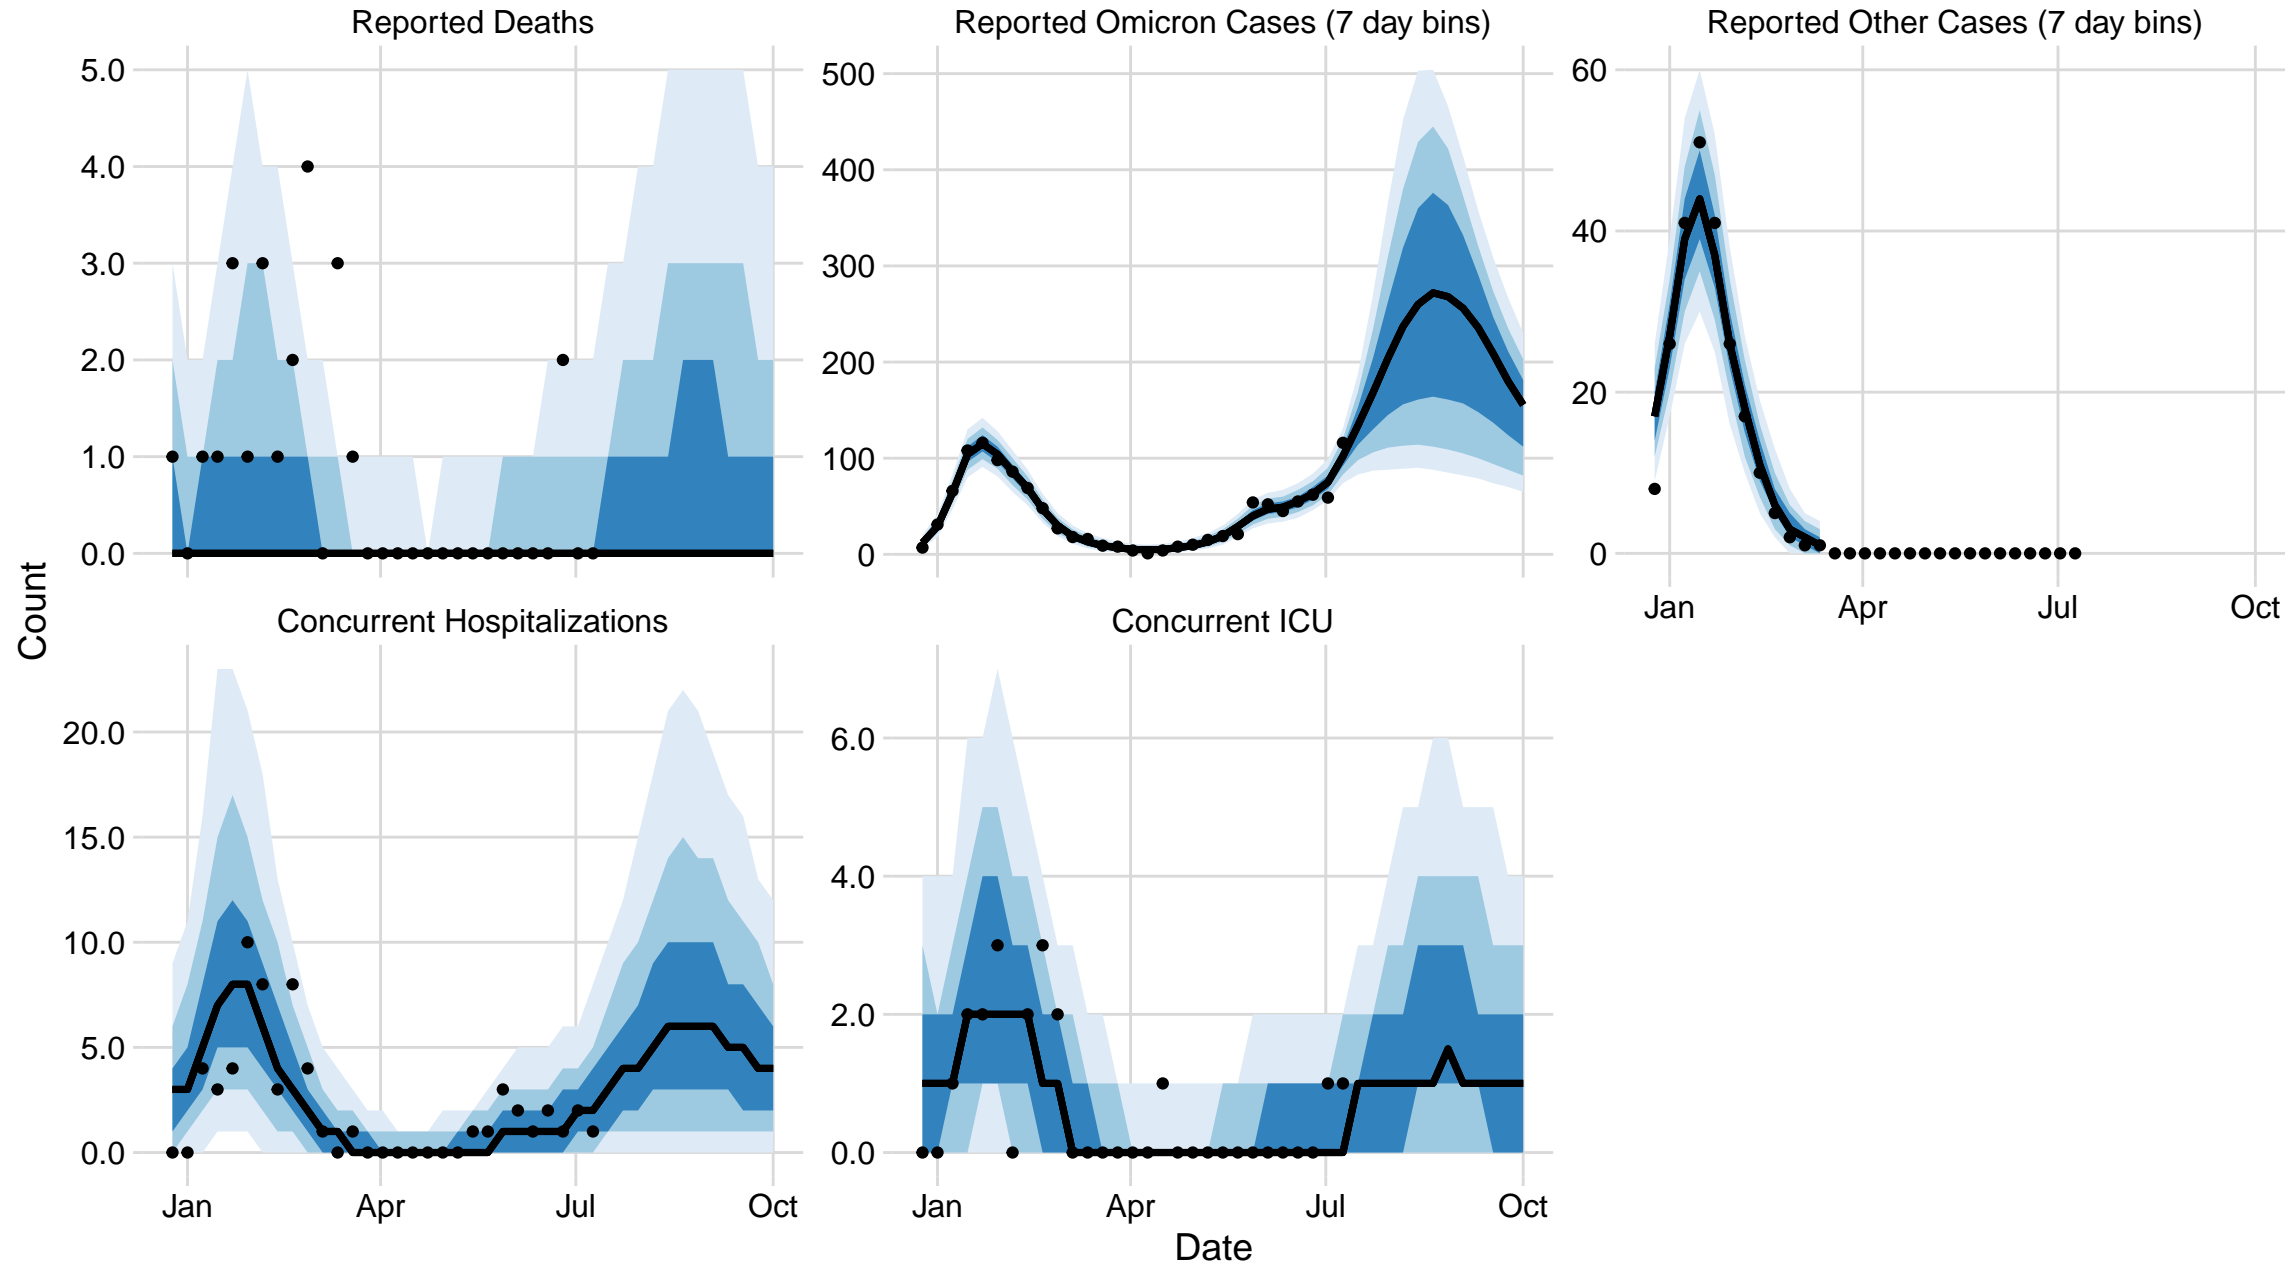 Reported Deaths
Reported Omicron Cases (7 day bins)
Reported Other Cases (7 day bins)
5.0
4.0
3.0
2.0
1.0
0.0
500
400
300
200
100
0
60
40
20
0
Jan Apr Jul Oct
Count
Concurrent Hospitalizations
Concurrent ICU
20.0
15.0
10.0
5.0
0.0
6.0
4.0
2.0
0.0
Jan Apr Jul Oct
Jan Apr Jul Oct
Date